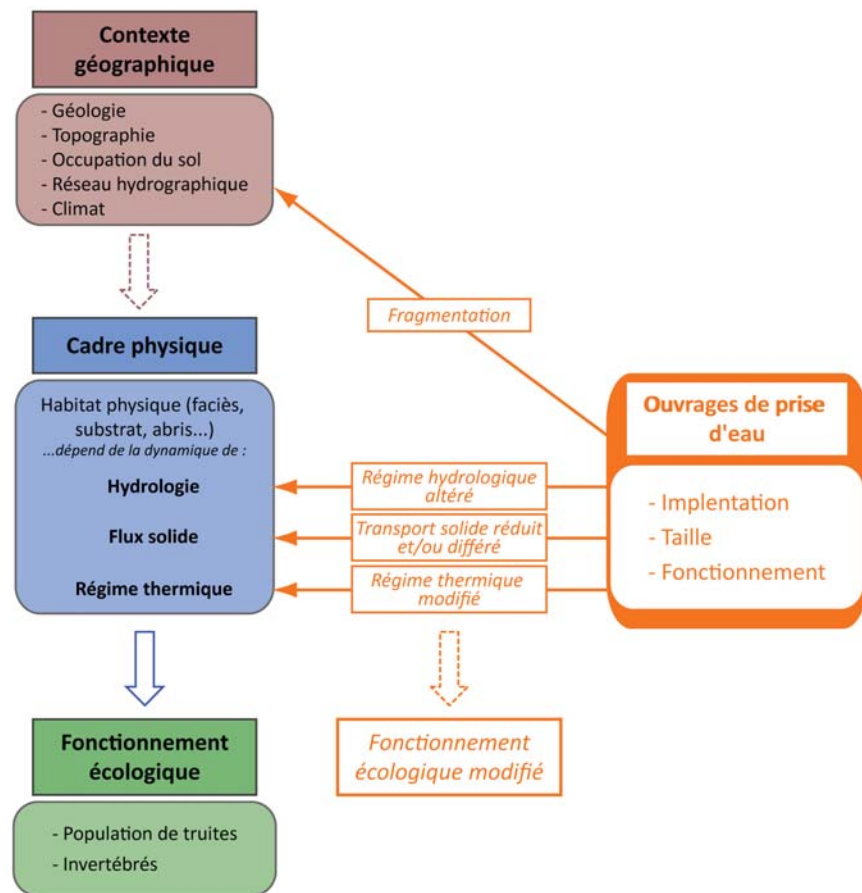 Contexte
géographique
- Géologie
- Topographie
- Occupation du sol
- Réseau hydrographique
- Climat
Fragmentation
Cadre physique
Habitat physique (faciès,
substrat, abris...)
...dépend de la dynamique de :
Hydrologie
Flux solide
Régime thermique
Régime hydrologique
altéré
Transport solide réduit
et/ou différé
Régime thermique
modifié
Ouvrages de prise
d'eau
- Implentation
- Taille
- Fonctionnement
Fonctionnement
écologique
- Population de truites
- Invertébrés
Fonctionnement
écologique modifié